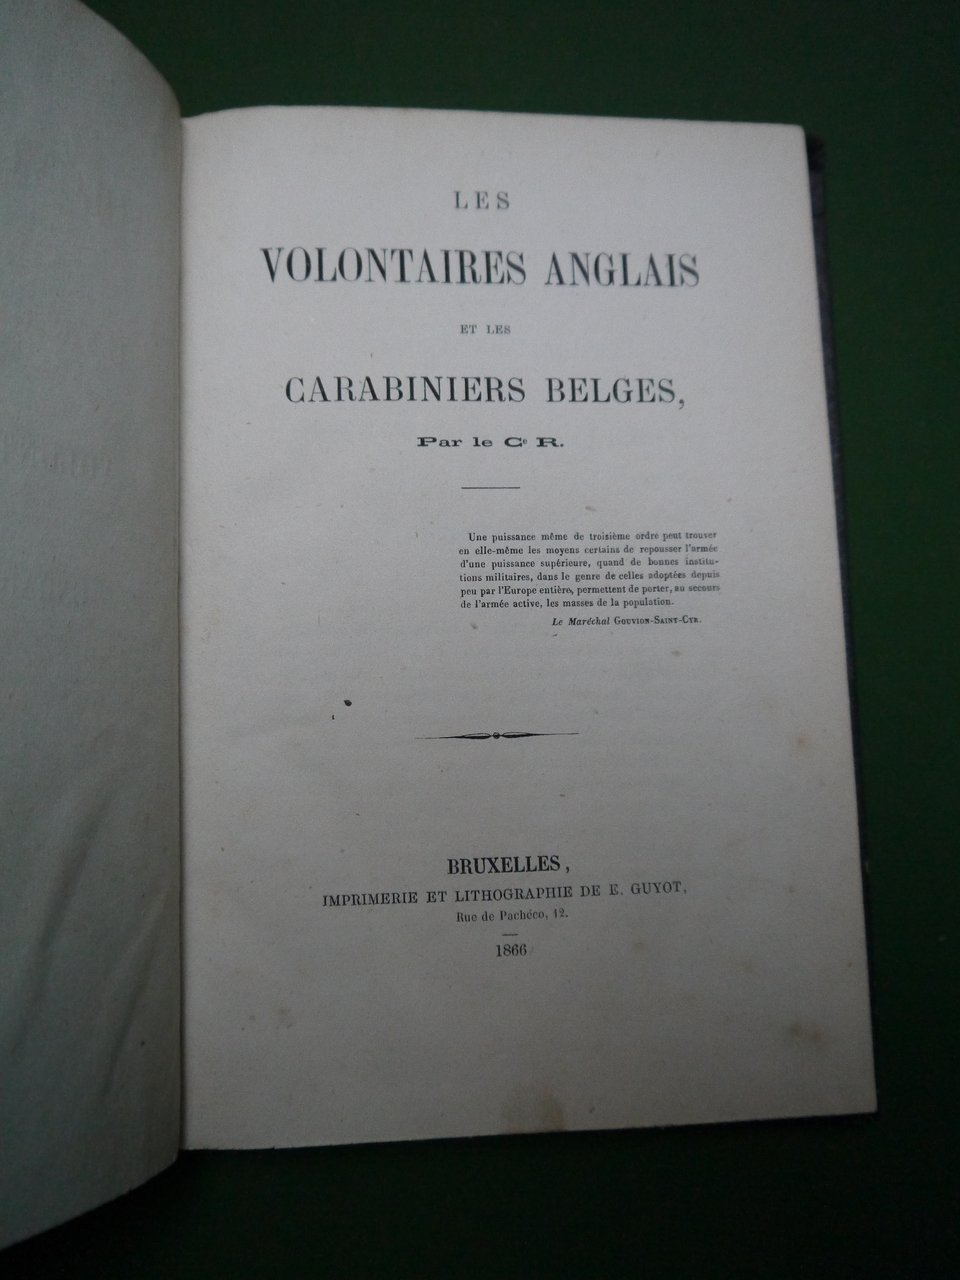 LES
VOLONTAIRES ANGLAIS
ET LES
CARABINIERS BELGES,
Par le Cᵉ R.
Une puissance même de troisième ordre peut trouver
en elle-même les moyens certains de repousser l'armée
d'une puissance supérieure, quand de bonnes institu-
tions militaires, dans le genre de celles adoptées depuis
peu par l'Europe entière, permettent de porter, au secours
de l'armée active, les masses de la population.
Le Maréchal GOUVION-SAINT-CYR.
BRUXELLES,
IMPRIMERIE ET LITHOGRAPHIE DE E. GUYOT,
Rue de Pachéco, 12.
1866